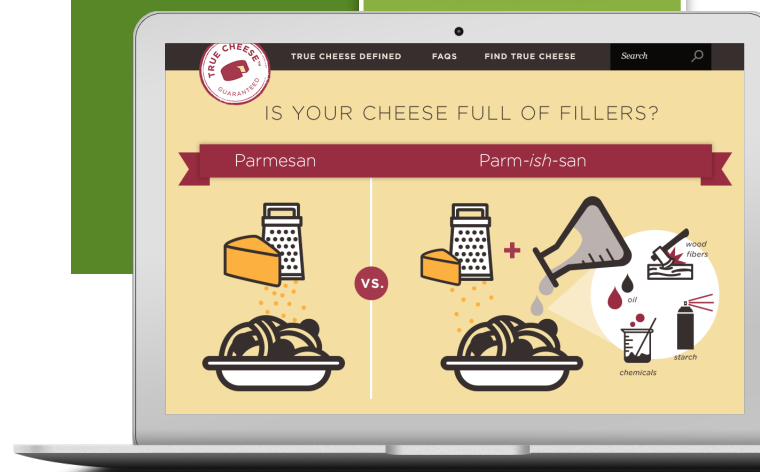 TRUE CHEESE™
GUARANTEED
TRUE CHEESE DEFINED
FAQS
FIND TRUE CHEESE
Search
IS YOUR CHEESE FULL OF FILLERS?
Parmesan
Parm-ish-san
VS.
+
wood
fibers
oil
starch
chemicals